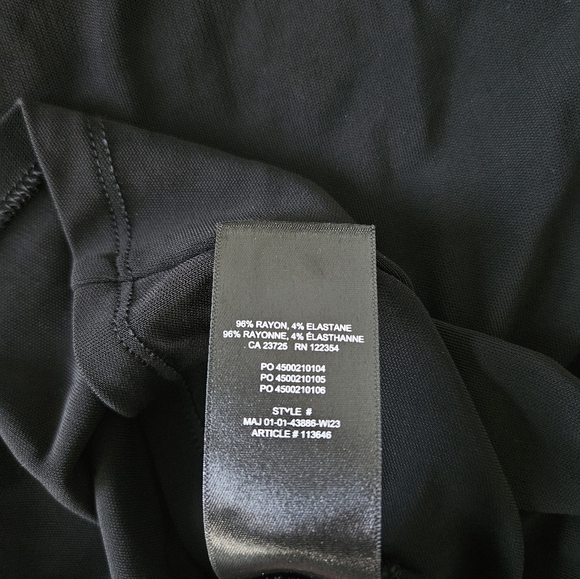 96% RAYON, 4% ELASTANE
96% RAYONNE, 4% ÉLASTHANNE
CA 23725 RN 122354
PO 4500210104
PO 4500210105
PO 4500210106
STYLE #
MAJ 01-01-43886-WI23
ARTICLE # 113646